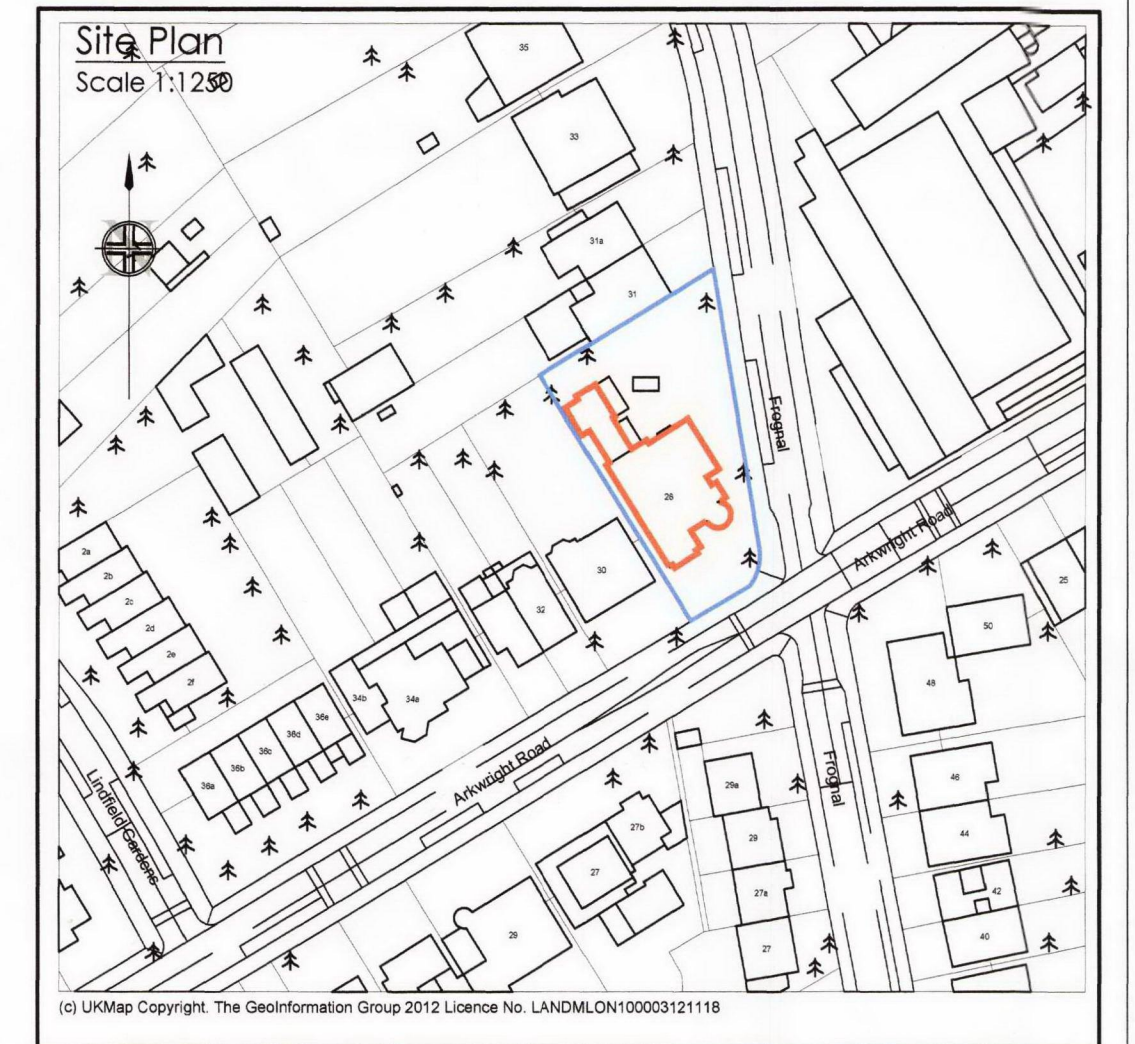 Site Plan
Scale 1:1250
N
35
33
31a
31
Frognal
28
Arkwright Road
2a
2b
2c
2d
2e
2f
30
32
34b
34a
36e
36d
36c
36b
36a
25
50
48
46
44
42
40
Lindfield Gardens
Arkwright Road
Frognal
29a
29
27a
27
27b
27
29
(c) UKMap Copyright. The GeoInformation Group 2012 Licence No. LANDMLON100003121118